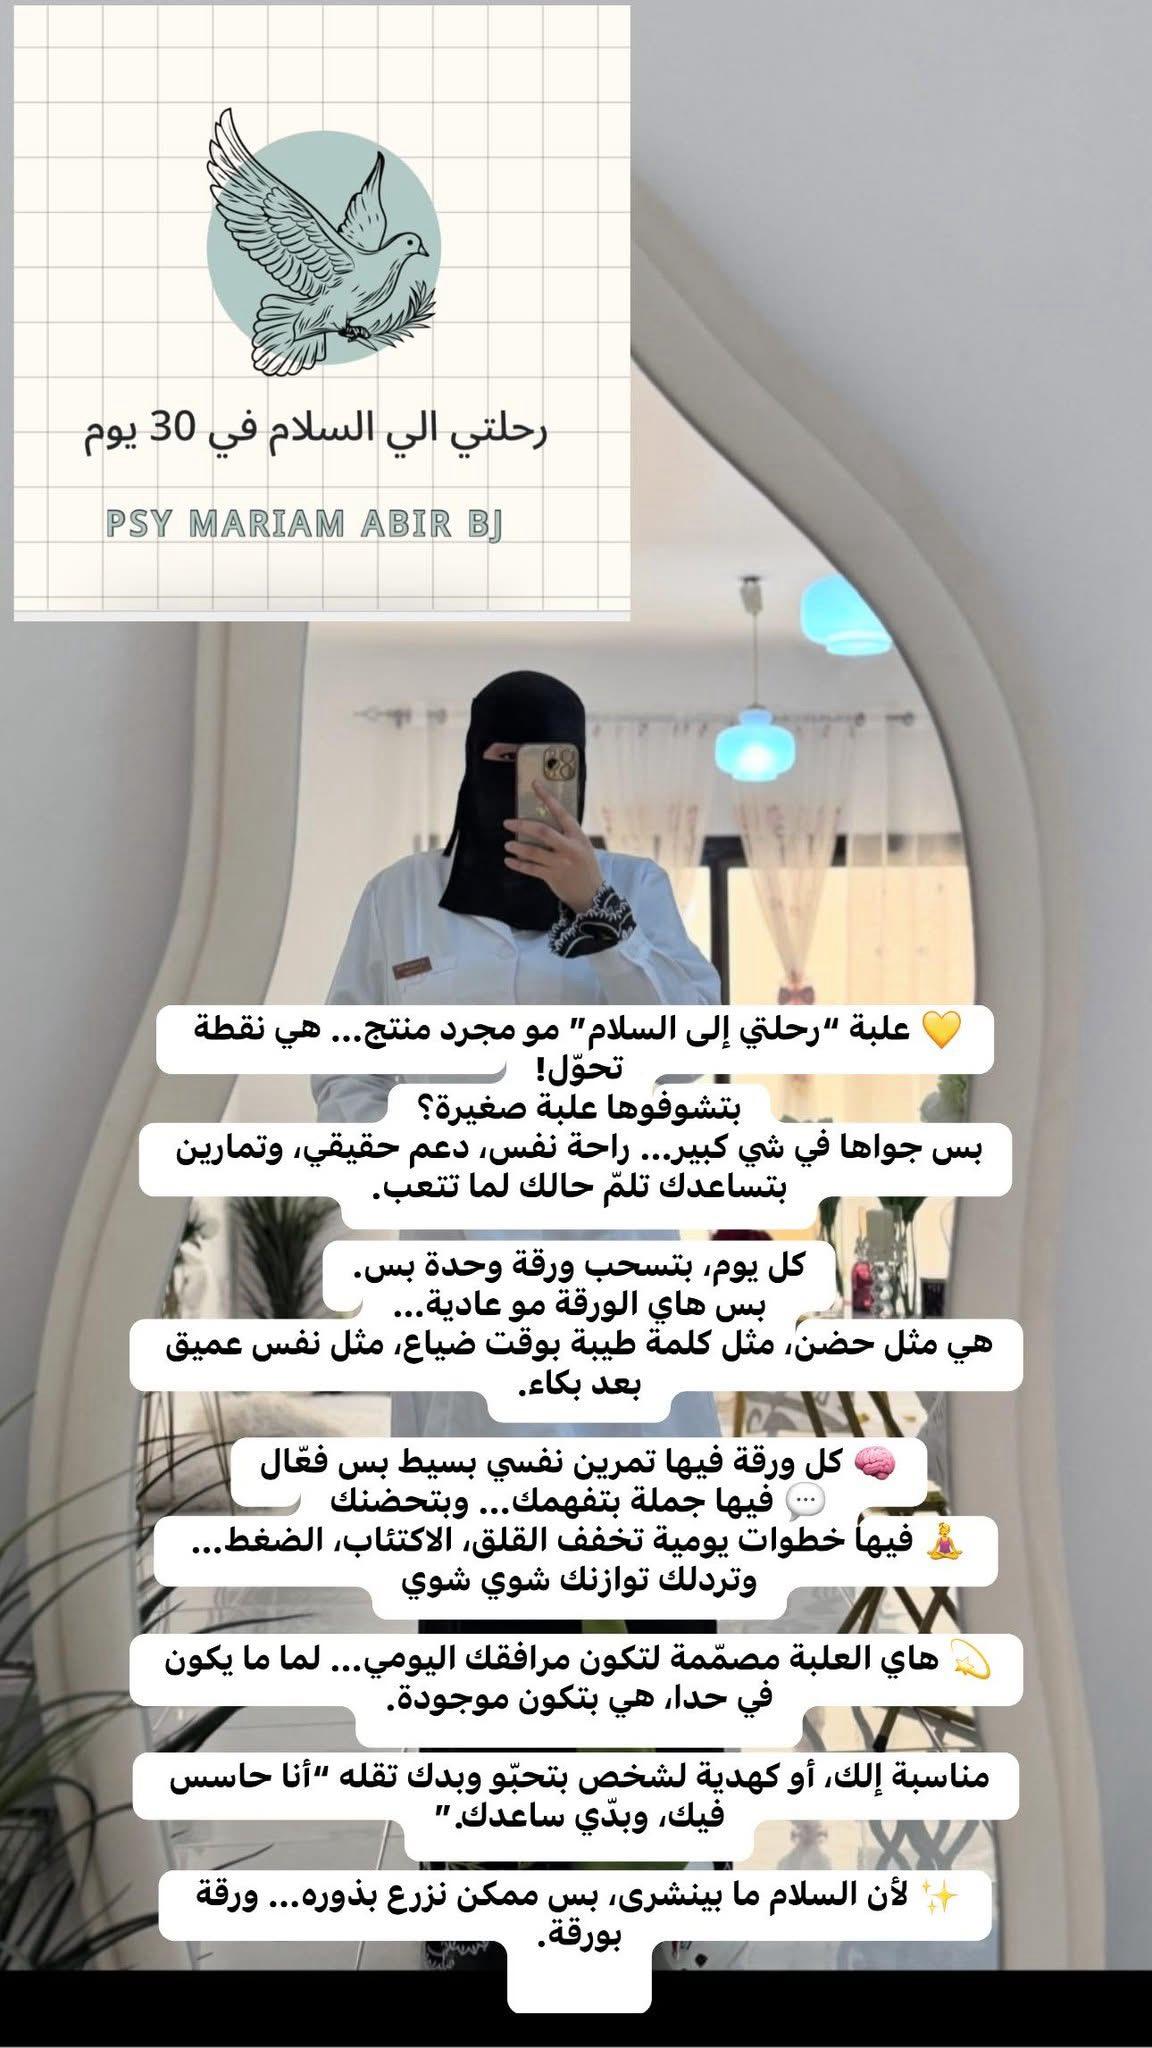 رحلتي الي السلام في 30 يوم
PSY MARIAM ABIR BJ
💛 علبة “رحلتي إلى السلام” مو مجرد منتج... هي نقطة
تحوّل!
بتشوفوها علبة صغيرة؟
بس جواها في شي كبير... راحة نفس، دعم حقيقي، وتمارين
بتساعدك تلمّ حالك لما تتعب.
كل يوم، بتسحب ورقة وحدة بس.
بس هاي الورقة مو عادية...
هي مثل حضن، مثل كلمة طيبة بوقت ضياع، مثل نفس عميق
بعد بكاء.
🧠 كل ورقة فيها تمرين نفسي بسيط بس فعّال
💬 فيها جملة بتفهمك... وبتحضنك
🧘‍♀️ فيها خطوات يومية تخفف القلق، الاكتئاب، الضغط...
وتردلك توازنك شوي شوي
💫 هاي العلبة مصمّمة لتكون مرافقك اليومي... لما ما يكون
في حدا، هي بتكون موجودة.
مناسبة إلك، أو كهدية لشخص بتحبّو وبدك تقله “أنا حاسس
فيك، وبدّي ساعدك.”
✨ لأن السلام ما بينشرى، بس ممكن نزرع بذوره... ورقة
بورقة.